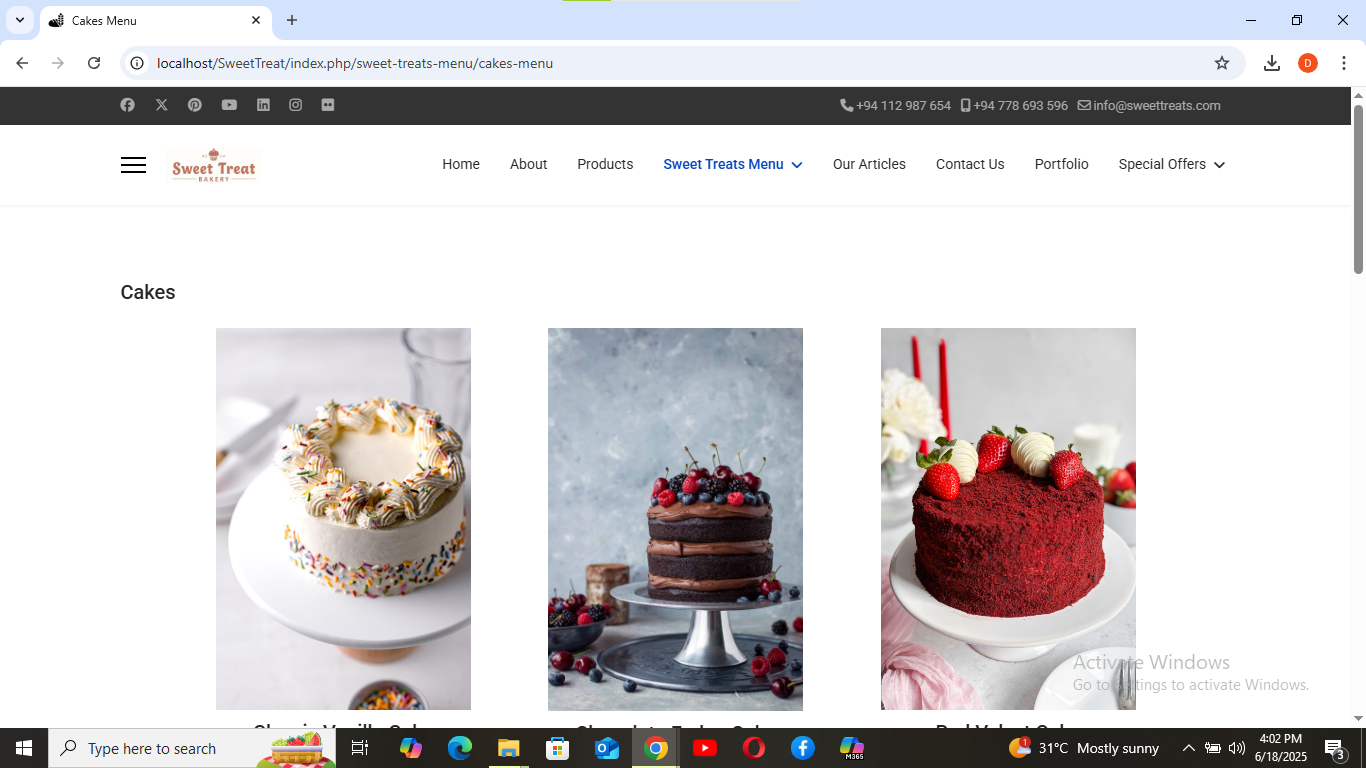 Cakes Menu
localhost/SweetTreat/index.php/sweet-treats-menu/cakes-menu
D
+94 112 987 654 +94 778 693 596 info@sweettreats.com
Sweet Treat
BAKERY
Home About Products Sweet Treats Menu Our Articles Contact Us Portfolio Special Offers
Cakes
Activate Windows
Go to Settings to activate Windows.
Type here to search
M365
1
31°C Mostly sunny
4:02 PM
6/18/2025
3